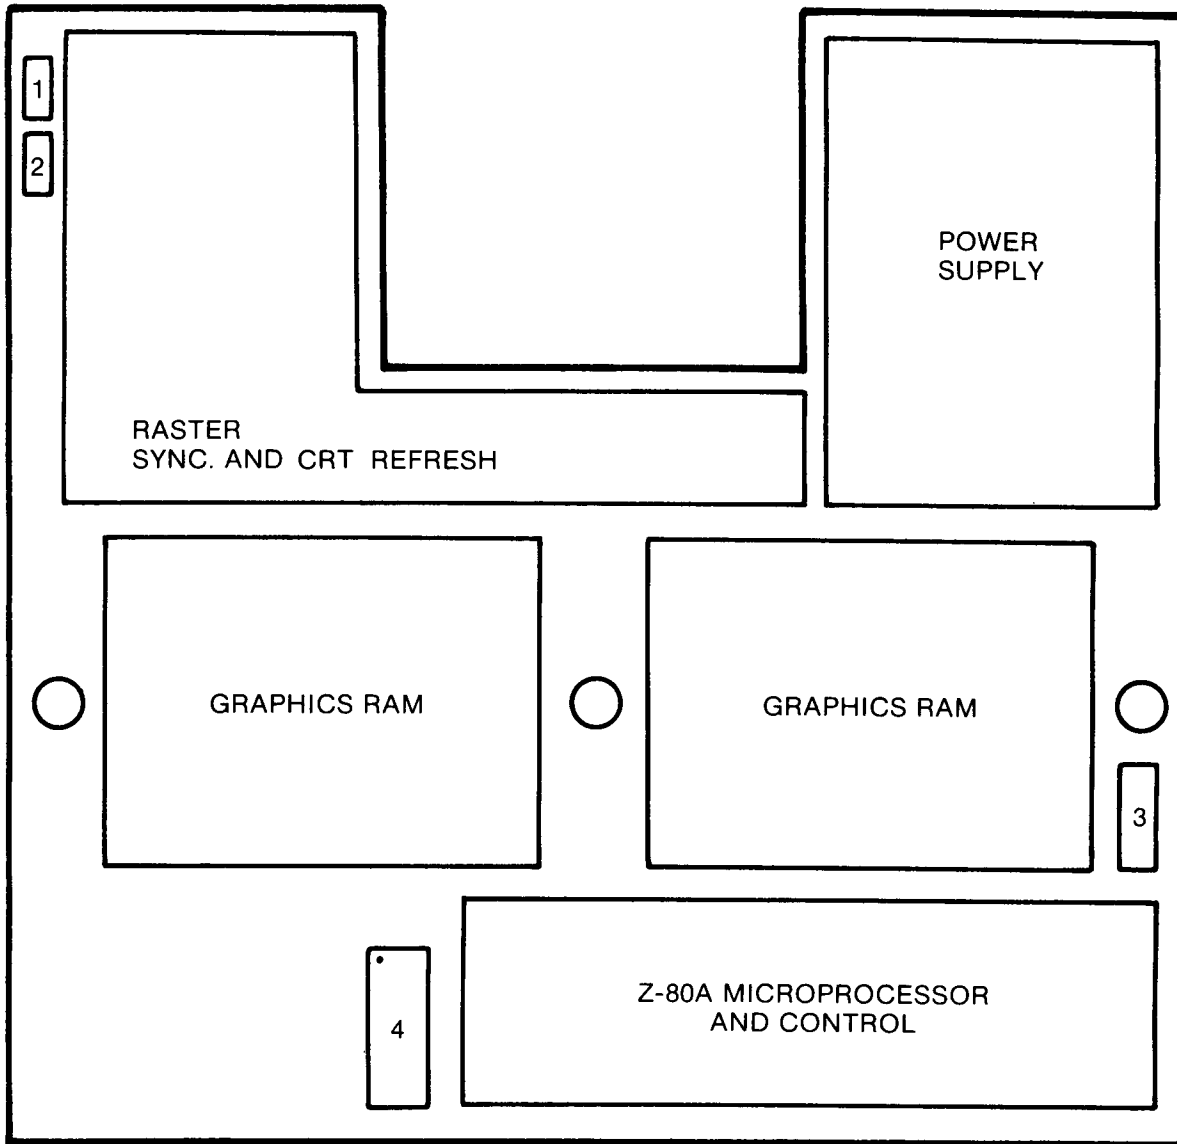 1
2
POWER
SUPPLY
RASTER
SYNC. AND CRT REFRESH
GRAPHICS RAM
GRAPHICS RAM
3
4
Z-80A MICROPROCESSOR
AND CONTROL